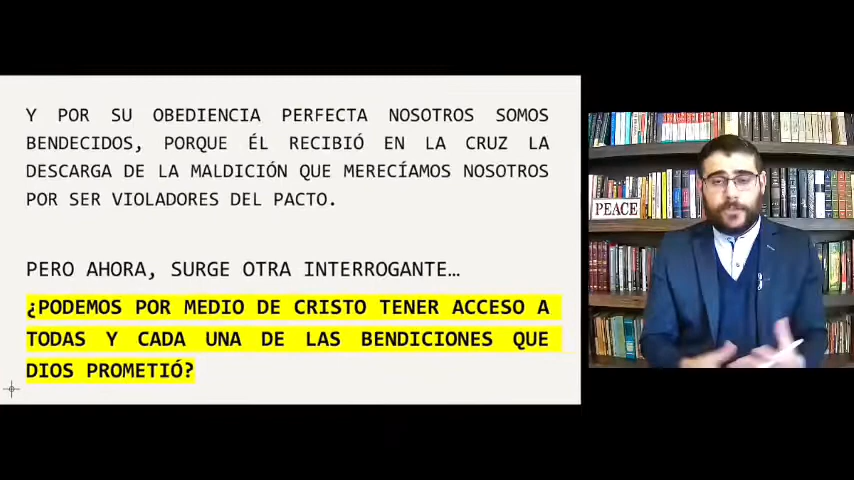 Y POR SU OBEDIENCIA PERFECTA NOSOTROS SOMOS
BENDECIDOS, PORQUE ÉL RECIBIÓ EN LA CRUZ LA
DESCARGA DE LA MALDICIÓN QUE MERECÍAMOS NOSOTROS
POR SER VIOLADORES DEL PACTO.
PERO AHORA, SURGE OTRA INTERROGANTE…
¿PODEMOS POR MEDIO DE CRISTO TENER ACCESO A
TODAS Y CADA UNA DE LAS BENDICIONES QUE
DIOS PROMETIÓ?
PEACE